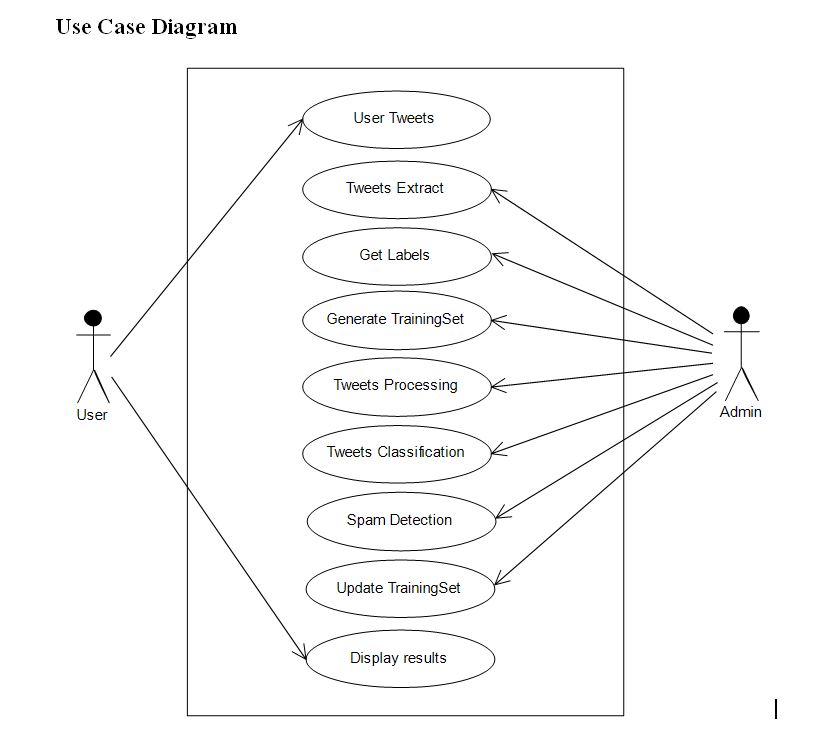 Use Case Diagram
User Tweets
Tweets Extract
Get Labels
Generate TrainingSet
Tweets Processing
User
Admin
Tweets Classification
Spam Detection
Update TrainingSet
Display results